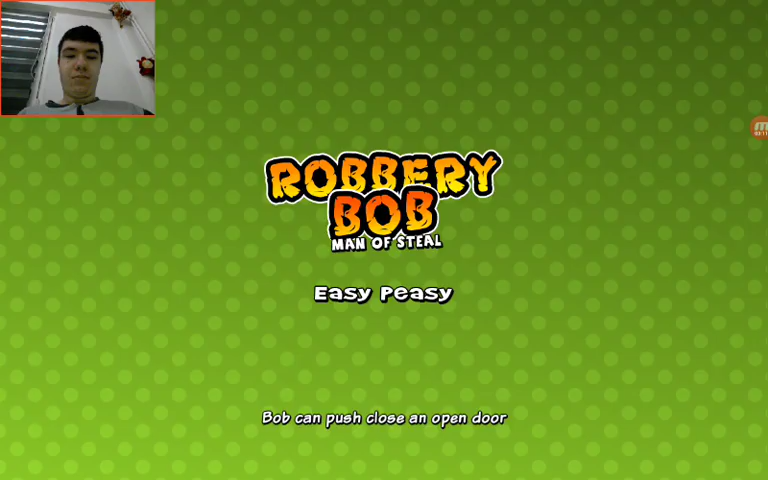 ROBBERY
BOB
MAN OF STEAL
Easy Peasy
Bob can push close an open door